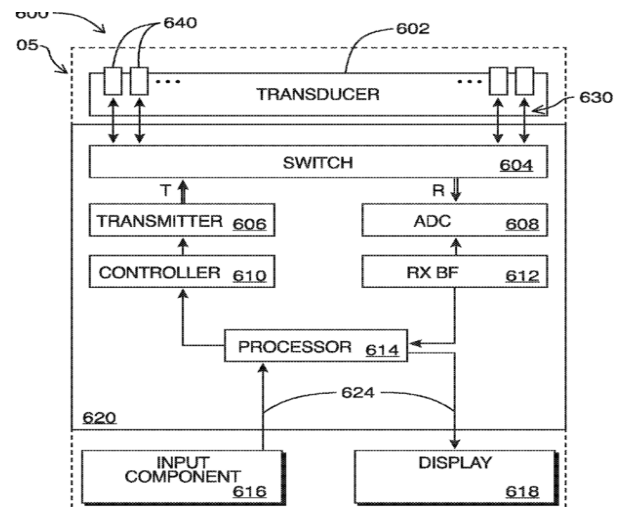 600
640
602
05
... ...
TRANSDUCER
630
SWITCH 604
T R
TRANSMITTER 606
ADC 608
CONTROLLER 610
RX BF 612
PROCESSOR 614
624
620
INPUT
COMPONENT 616
DISPLAY
618